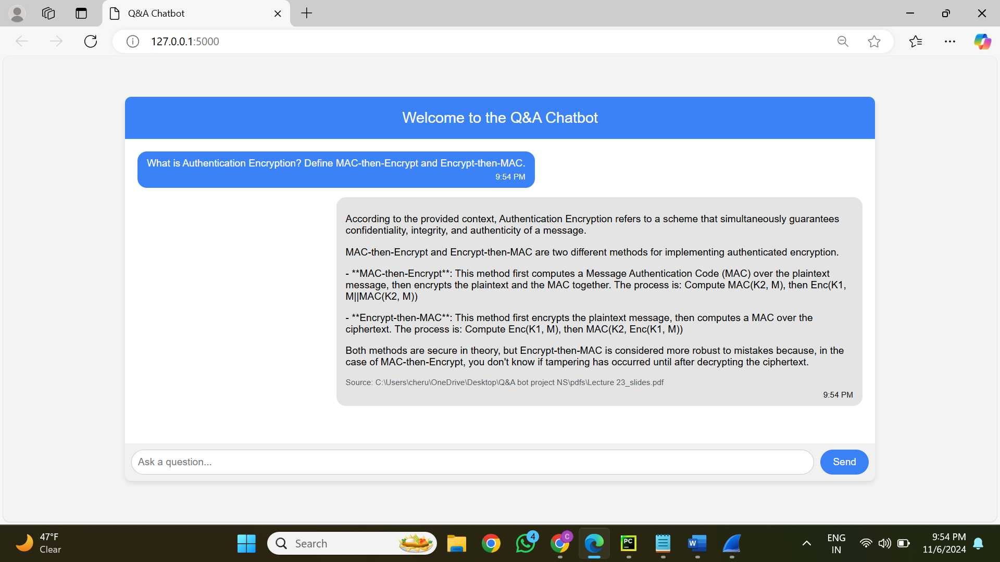 Q&A Chatbot
127.0.0.1:5000
Welcome to the Q&A Chatbot
What is Authentication Encryption? Define MAC-then-Encrypt and Encrypt-then-MAC.
9:54 PM
According to the provided context, Authentication Encryption refers to a scheme that simultaneously guarantees
confidentiality, integrity, and authenticity of a message.
MAC-then-Encrypt and Encrypt-then-MAC are two different methods for implementing authenticated encryption.
- **MAC-then-Encrypt**: This method first computes a Message Authentication Code (MAC) over the plaintext
message, then encrypts the plaintext and the MAC together. The process is: Compute MAC(K2, M), then Enc(K1,
M||MAC(K2, M))
- **Encrypt-then-MAC**: This method first encrypts the plaintext message, then computes a MAC over the
ciphertext. The process is: Compute Enc(K1, M), then MAC(K2, Enc(K1, M))
Both methods are secure in theory, but Encrypt-then-MAC is considered more robust to mistakes because, in the
case of MAC-then-Encrypt, you don't know if tampering has occurred until after decrypting the ciphertext.
Source: C:\Users\cheru\OneDrive\Desktop\Q&A bot project NS\pdfs\Lecture 23_slides.pdf
9:54 PM
Ask a question...
Send
47°F
Clear
Search
4
C
PC
W
ENG
IN
9:54 PM
11/6/2024